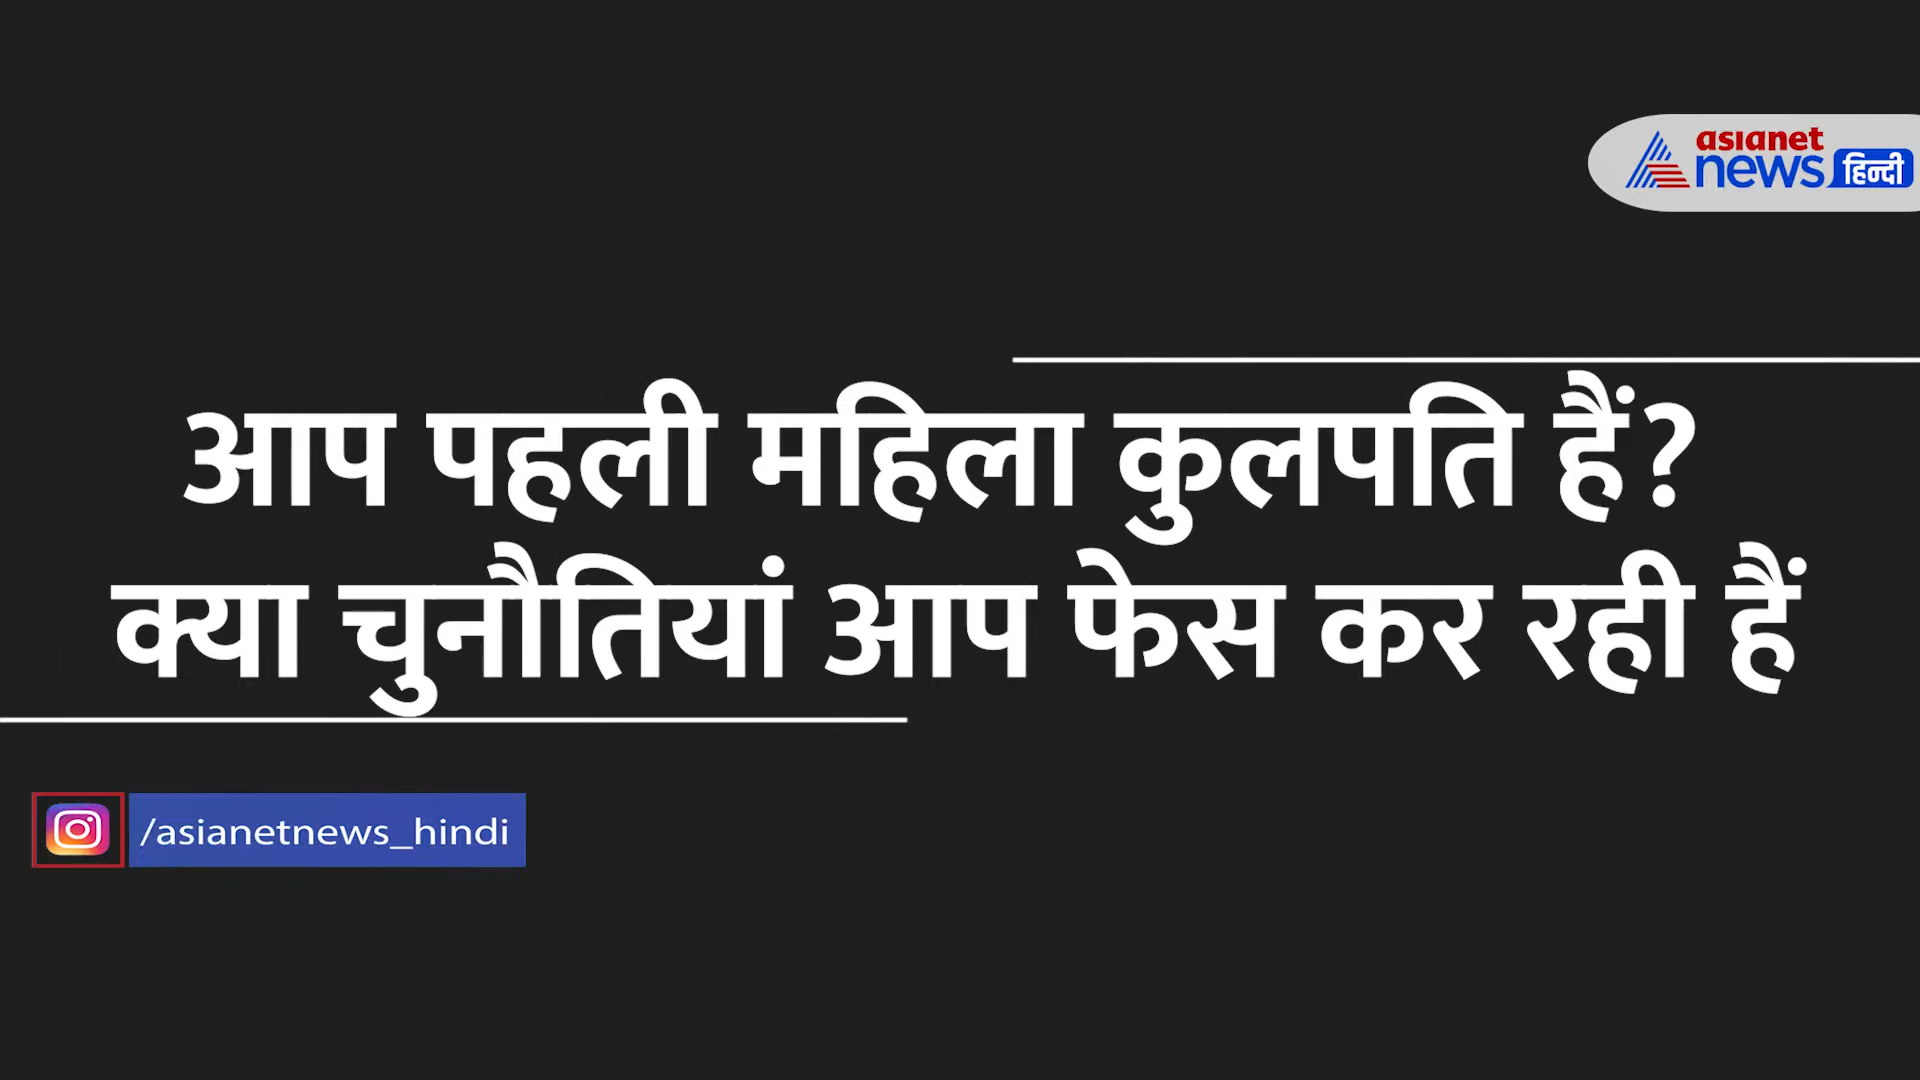 asianet
news हिन्दी
आप पहली महिला कुलपति हैं?
क्या चुनौतियां आप फेस कर रही हैं
/asianetnews_hindi